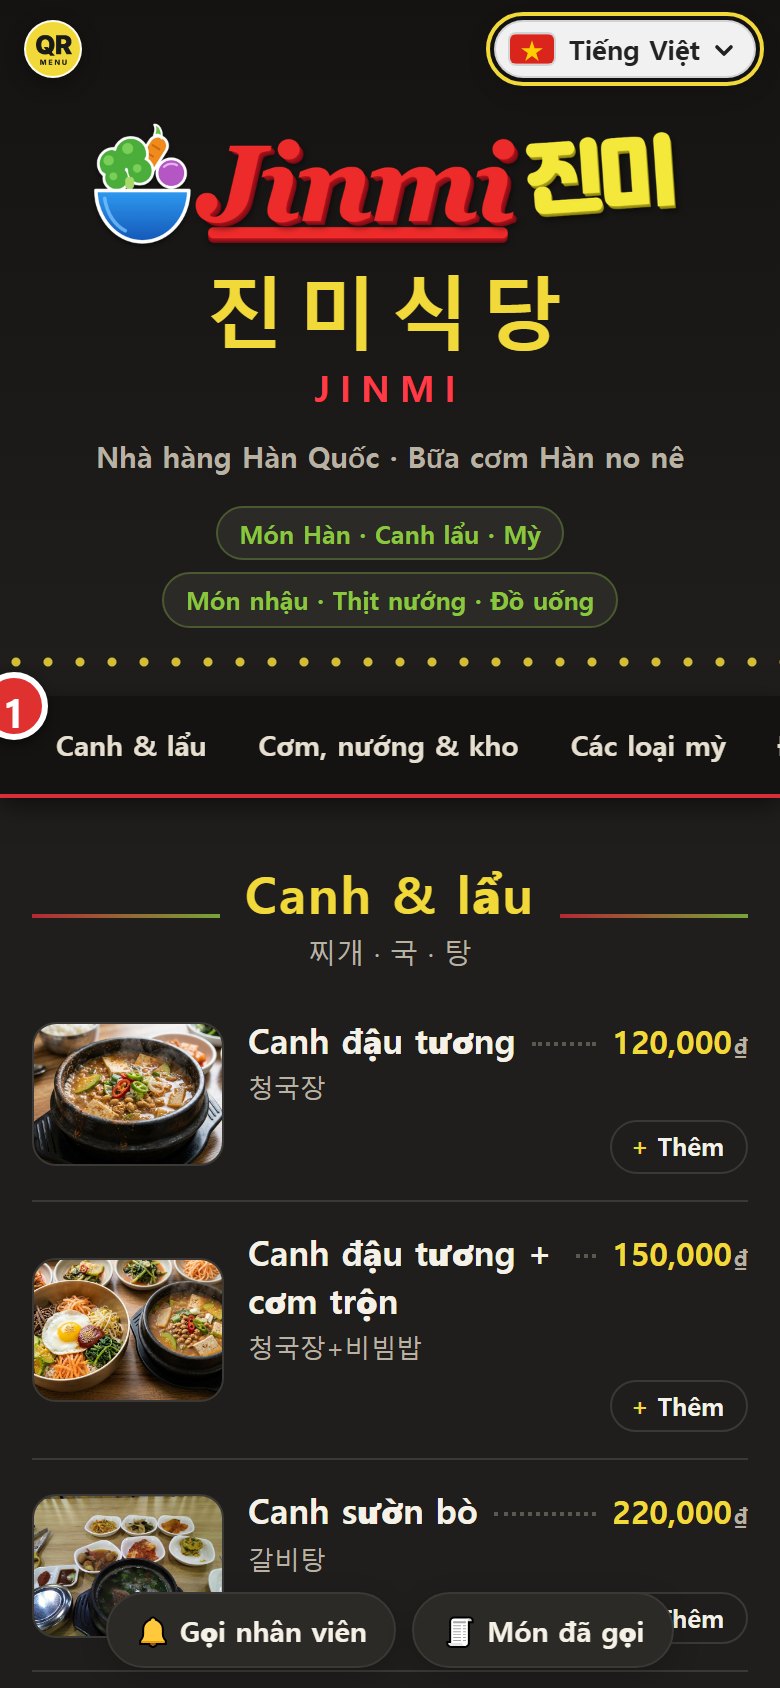 QR
MENU
Tiếng Việt
Jinmi 진미
진미식당
JINMI
Nhà hàng Hàn Quốc · Bữa cơm Hàn no nê
Món Hàn · Canh lẩu · Mỳ
Món nhậu · Thịt nướng · Đồ uống
1
Canh & lẩu
Cơm, nướng & kho
Các loại mỳ
Canh & lẩu
찌개 · 국 · 탕
Canh đậu tương 120,000₫
청국장
+ Thêm
Canh đậu tương + cơm trộn 150,000₫
청국장+비빔밥
+ Thêm
Canh sườn bò 220,000₫
갈비탕
Thêm
Gọi nhân viên
Món đã gọi